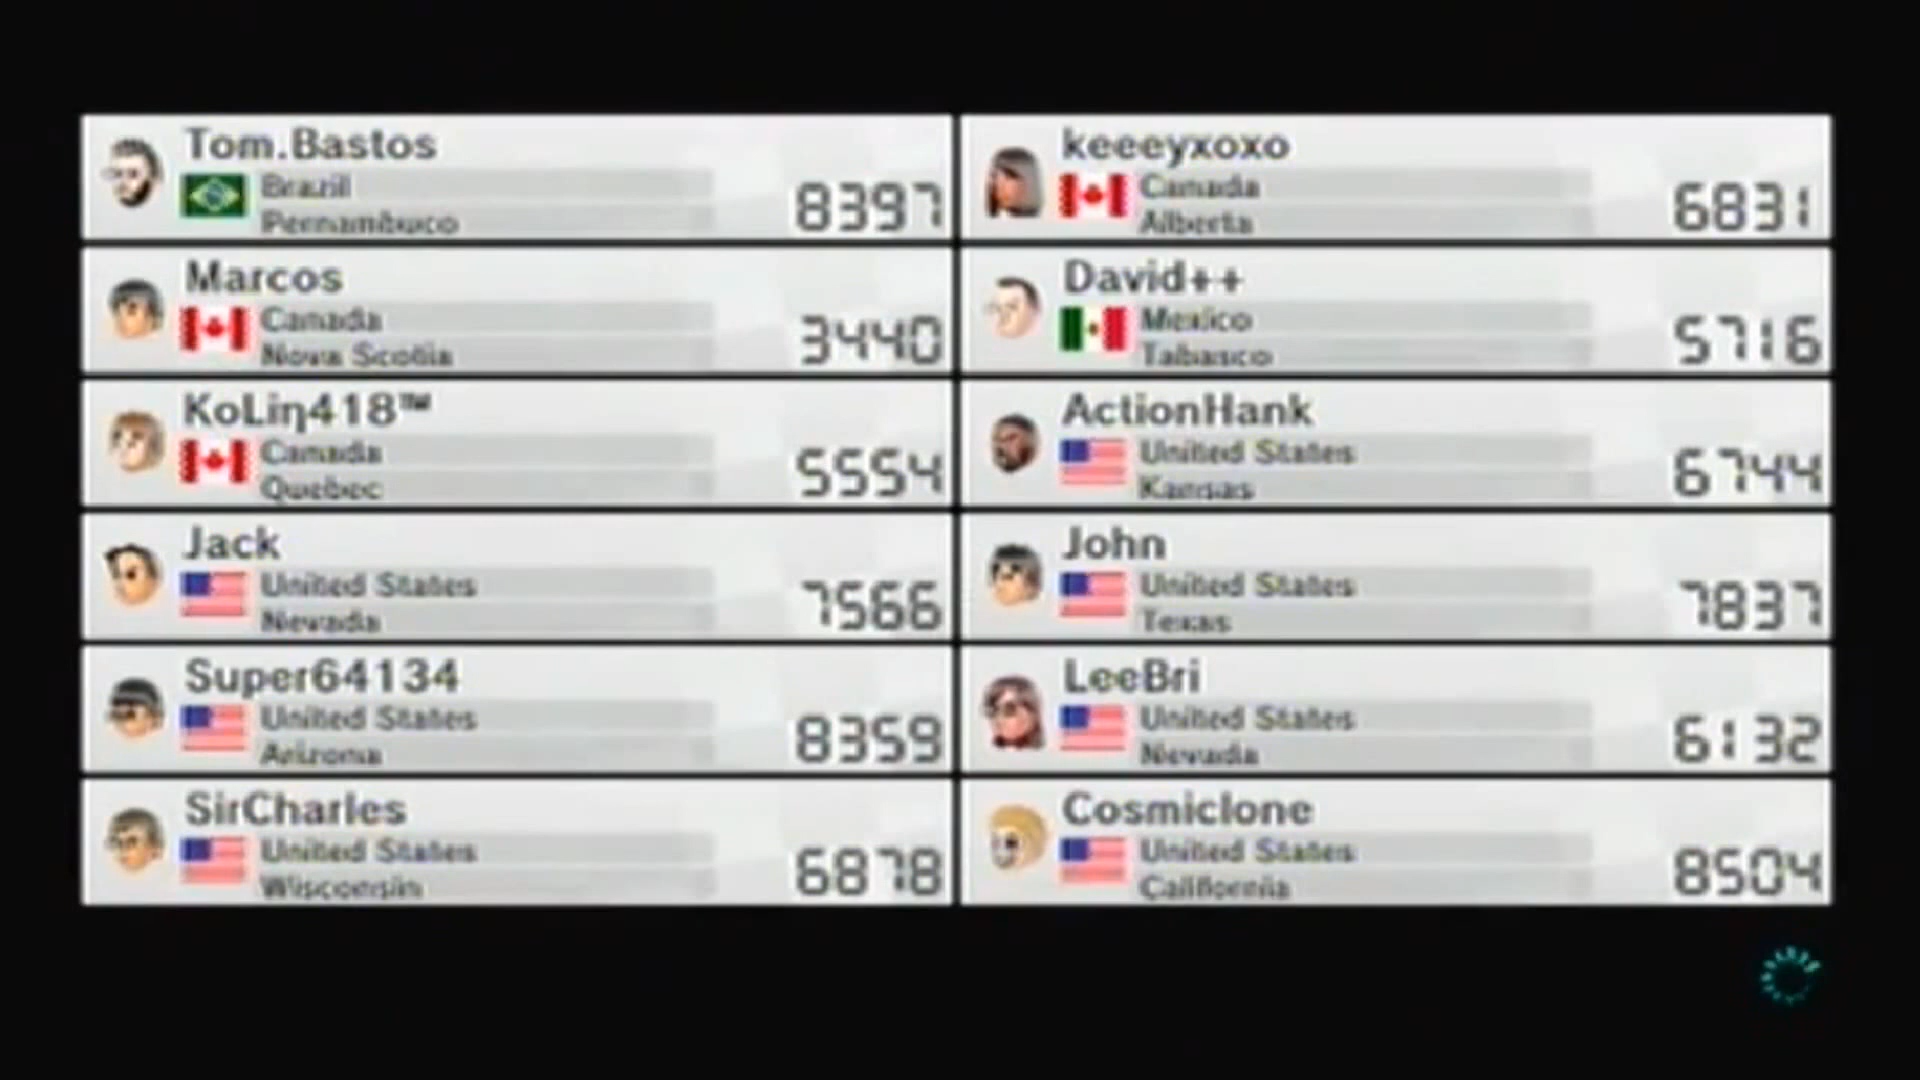 Tom.Bastos
Brazil
Pernambuco
8397
keeeyxoxo
Canada
Alberta
6831
Marcos
Canada
Nova Scotia
3440
David++
Mexico
Tabasco
5716
KoLiη418™
Canada
Quebec
5554
ActionHank
United States
Kansas
6744
Jack
United States
Nevada
7566
John
United States
Texas
7837
Super64134
United States
Arizona
8359
LeeBri
United States
Nevada
6132
SirCharles
United States
Wisconsin
6878
Cosmiclone
United States
California
8504